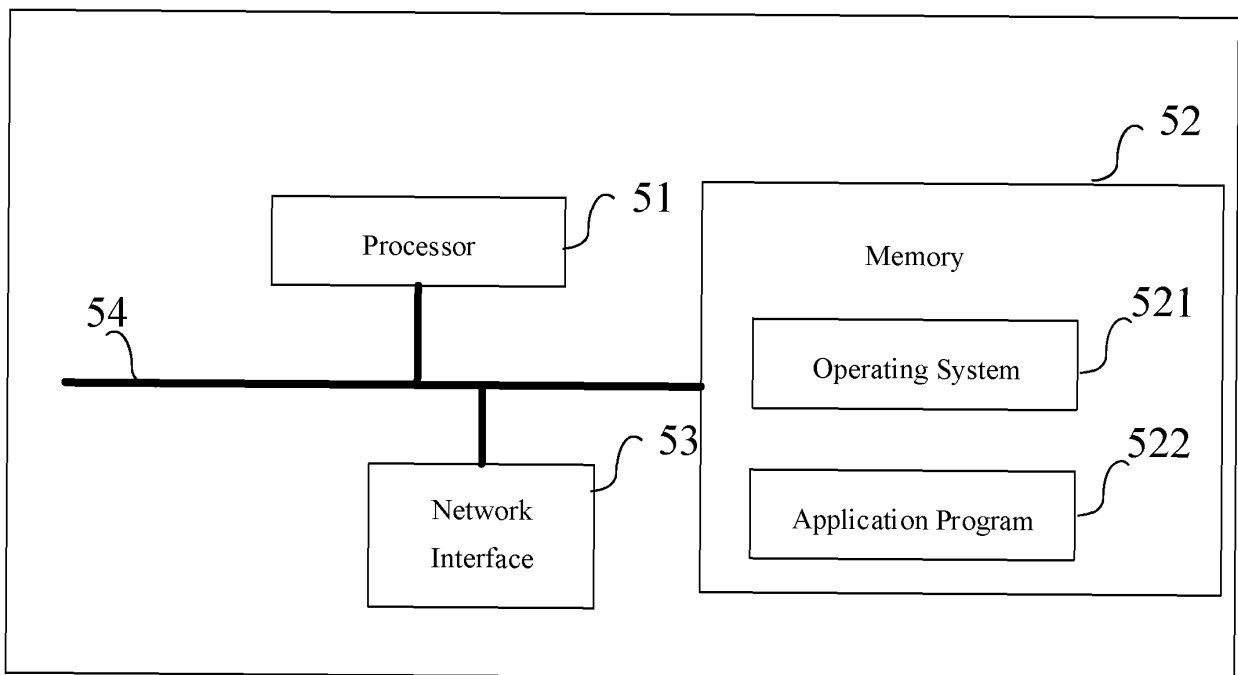 52
51
Processor
Memory
54
521
Operating System
53
522
Network
Interface
Application Program